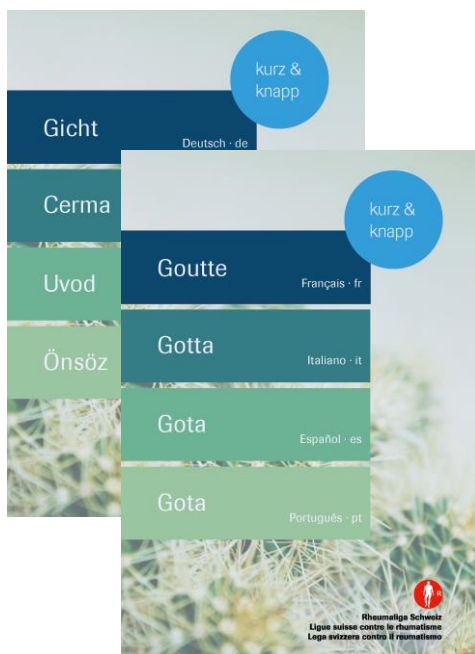 kurz &
knapp
Gicht
Deutsch · de
Cerma
Uvod
Önsöz
kurz &
knapp
Goutte
Français · fr
Gotta
Italiano · it
Gota
Español · es
Gota
Português · pt
Rheumaliga Schweiz
Ligue suisse contre le rhumatisme
Lega svizzera contro il reumatismo